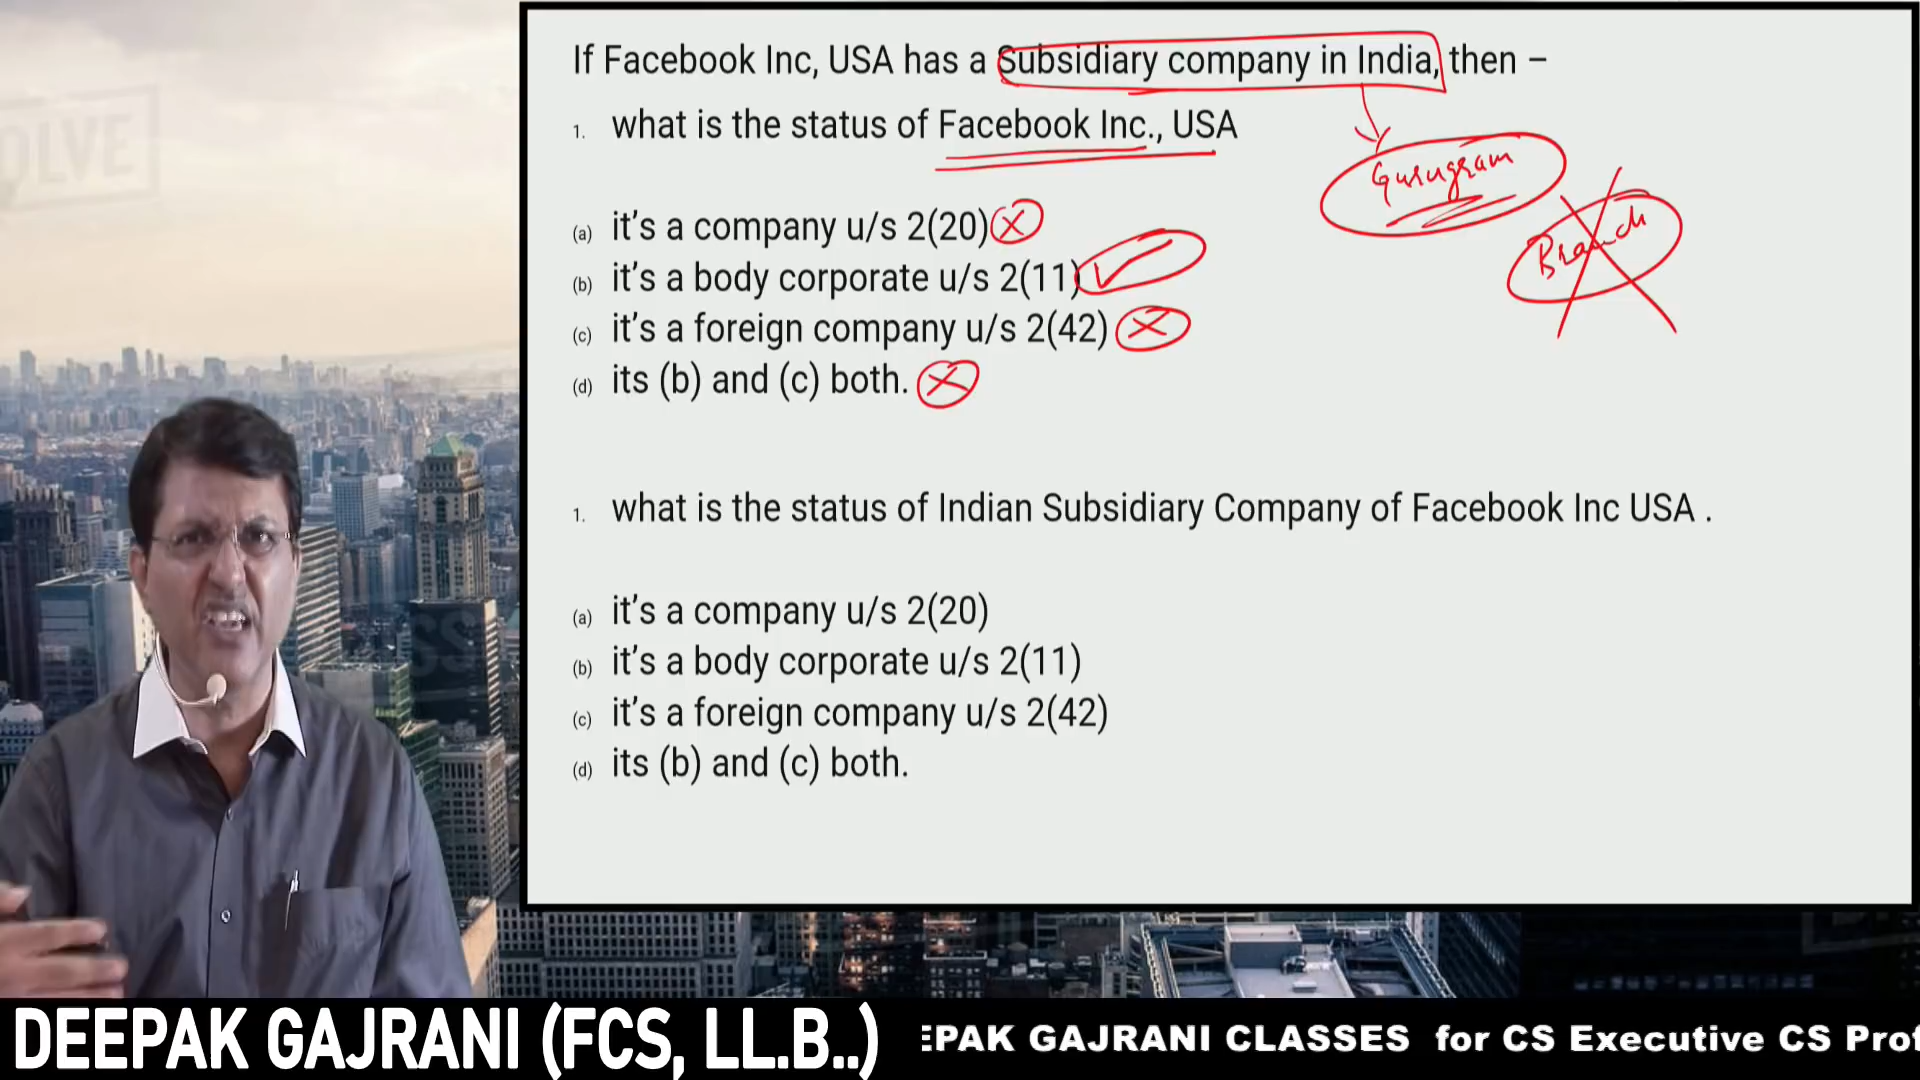 OLVE
If Facebook Inc, USA has a Subsidiary company in India, then –
1. what is the status of Facebook Inc., USA
Gurugram
Branch
(a) it's a company u/s 2(20)
(b) it's a body corporate u/s 2(11)
(c) it's a foreign company u/s 2(42)
(d) its (b) and (c) both.
1. what is the status of Indian Subsidiary Company of Facebook Inc USA .
(a) it's a company u/s 2(20)
(b) it's a body corporate u/s 2(11)
(c) it's a foreign company u/s 2(42)
(d) its (b) and (c) both.
DEEPAK GAJRANI (FCS, LL.B..)
EPAK GAJRANI CLASSES for CS Executive CS Prof